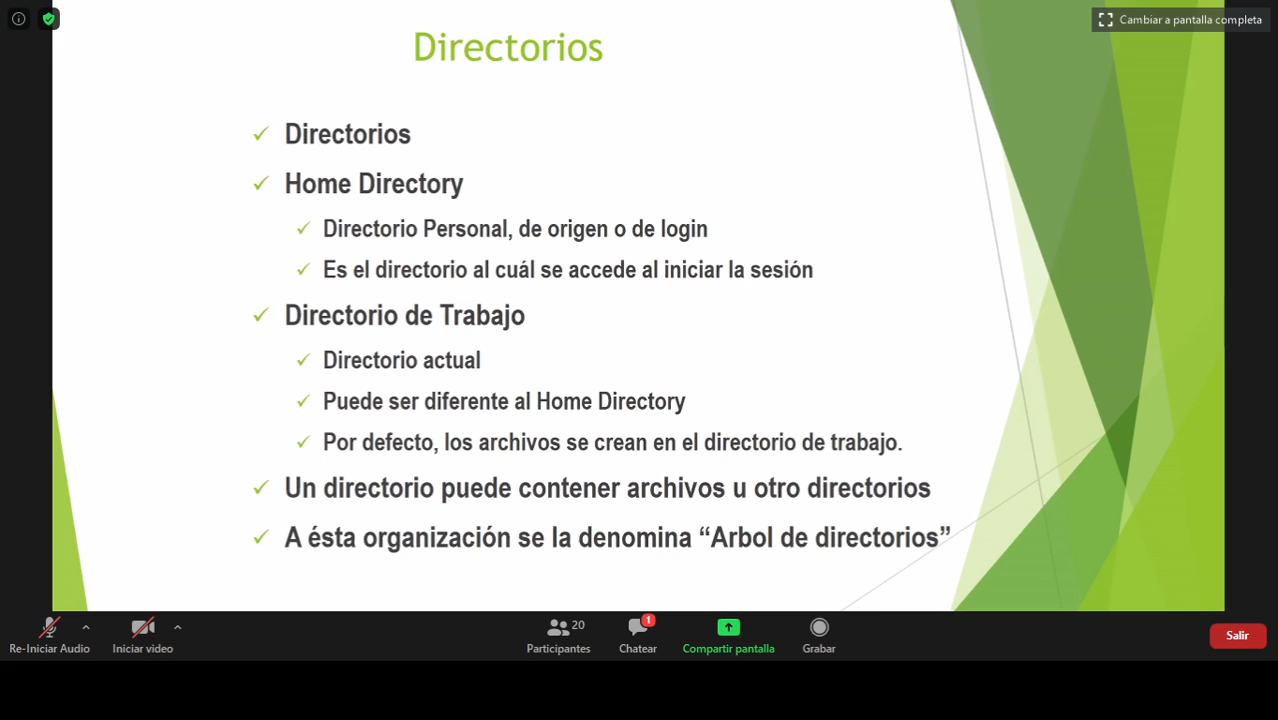 Cambiar a pantalla completa
Directorios
Directorios
Home Directory
Directorio Personal, de origen o de login
Es el directorio al cuál se accede al iniciar la sesión
Directorio de Trabajo
Directorio actual
Puede ser diferente al Home Directory
Por defecto, los archivos se crean en el directorio de trabajo.
Un directorio puede contener archivos u otro directorios
A ésta organización se la denomina “Arbol de directorios”
20
1
Re-Iniciar Audio
Iniciar video
Participantes
Chatear
Compartir pantalla
Grabar
Salir